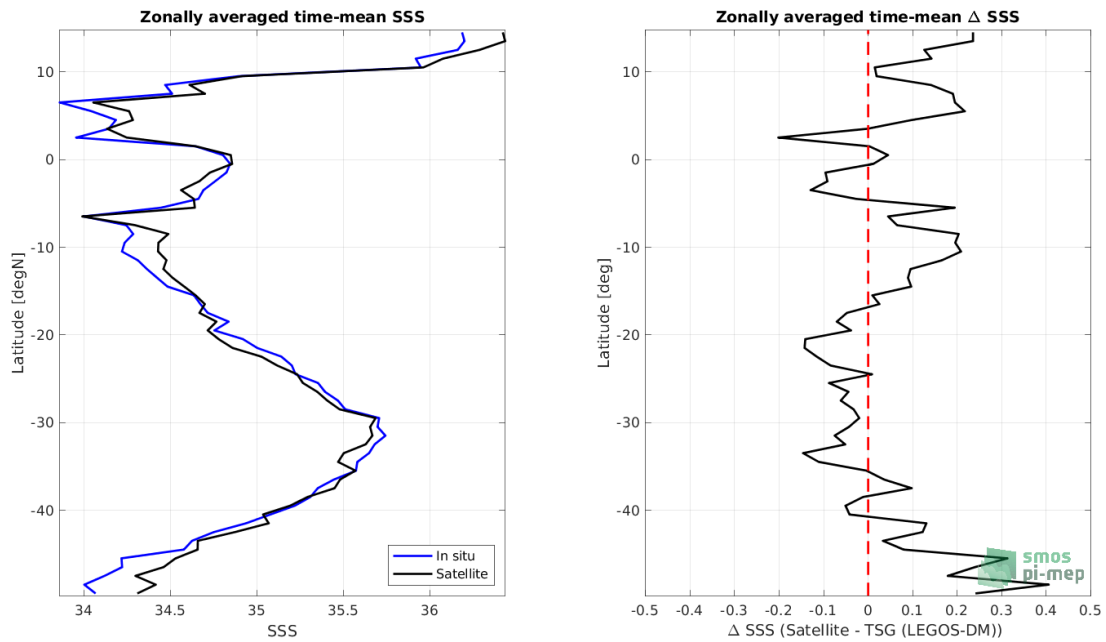 Zonally averaged time-mean SSS
10
0
-10
-20
-30
-40
Latitude [degN]
34
34.5
35
35.5
36
SSS
In situ
Satellite
Zonally averaged time-mean Δ SSS
10
0
-10
-20
-30
-40
Latitude [deg]
-0.5
-0.4
-0.3
-0.2
-0.1
0
0.1
0.2
0.3
0.4
0.5
Δ SSS (Satellite - TSG (LEGOS-DM))
smos
pi-mep